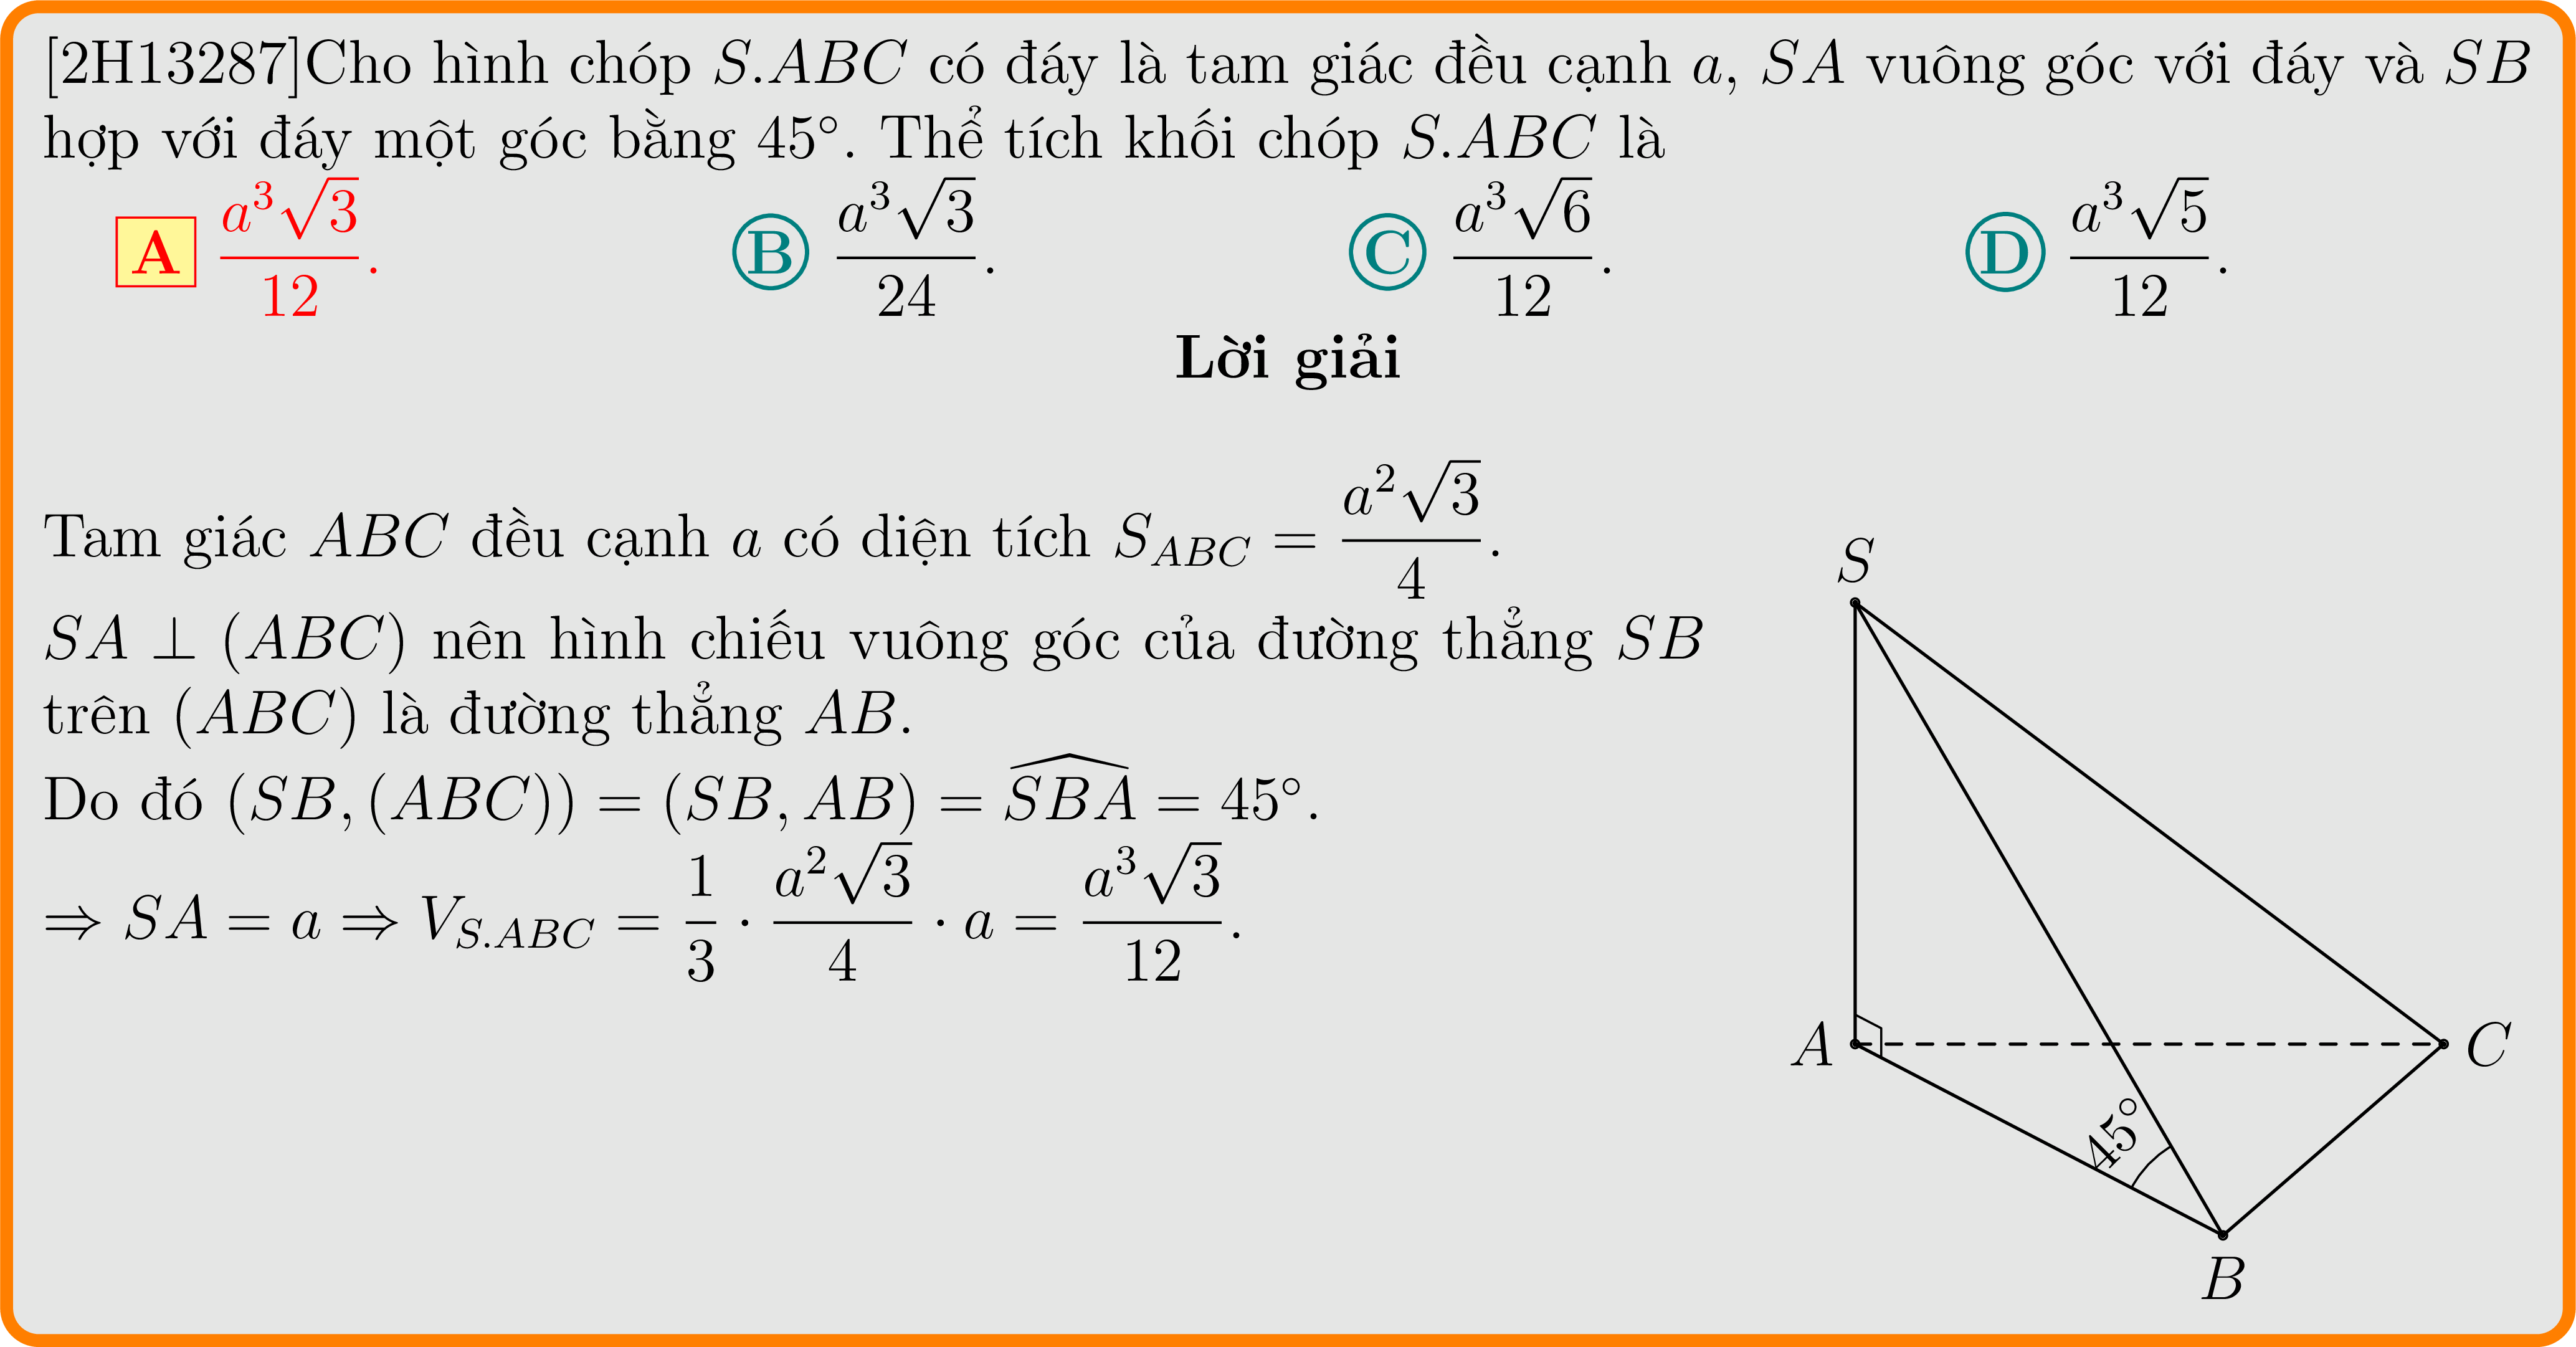 [2H13287]Cho hình chóp S.ABC có đáy là tam giác đều cạnh a, SA vuông góc với đáy và SB
hợp với đáy một góc bằng 45°. Thể tích khối chóp S.ABC là
A $\frac{a^3\sqrt{3}}{12}$. B $\frac{a^3\sqrt{3}}{24}$. C $\frac{a^3\sqrt{6}}{12}$. D $\frac{a^3\sqrt{5}}{12}$.
Lời giải
Tam giác ABC đều cạnh a có diện tích $S_{ABC} = \frac{a^2\sqrt{3}}{4}$.
SA ⊥ (ABC) nên hình chiếu vuông góc của đường thẳng SB
trên (ABC) là đường thẳng AB.
Do đó $(SB, (ABC)) = (SB, AB) = \widehat{SBA} = 45°$.
$\Rightarrow SA = a \Rightarrow V_{S.ABC} = \frac{1}{3} \cdot \frac{a^2\sqrt{3}}{4} \cdot a = \frac{a^3\sqrt{3}}{12}$.
S
A
C
45°
B